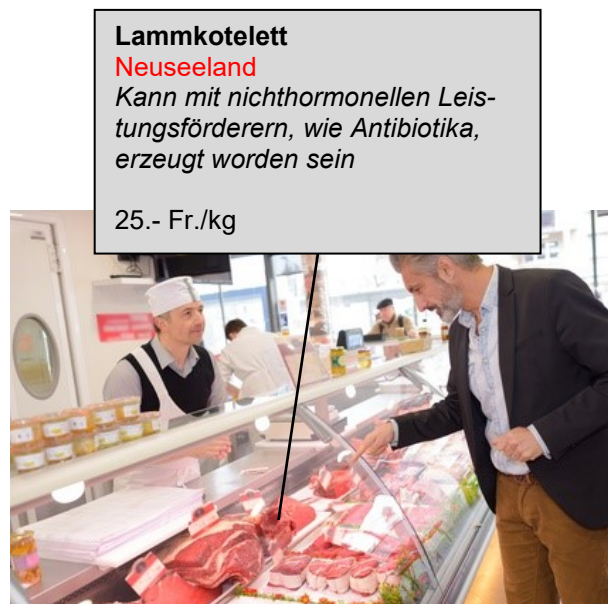 Lammkotelett
Neuseeland
Kann mit nichthormonellen Leis-
tungsförderern, wie Antibiotika,
erzeugt worden sein
25.- Fr./kg